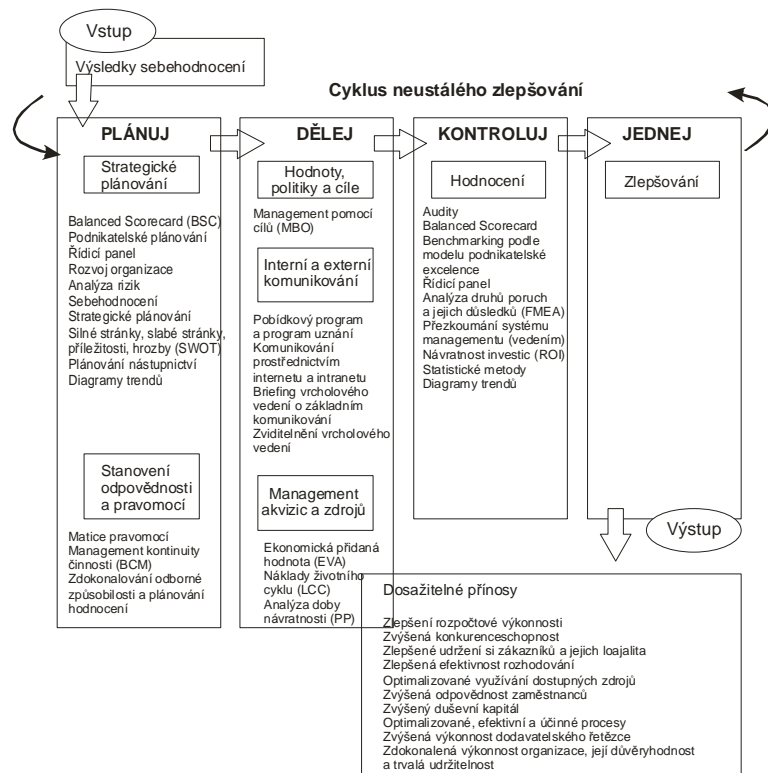 Vstup
Výsledky sebehodnocení
Cyklus neustálého zlepšování
PLÁNUJ
Strategické
plánování
Balanced Scorecard (BSC)
Podnikatelské plánování
Řídicí panel
Rozvoj organizace
Analýza rizik
Sebehodnocení
Strategické plánování
Silné stránky, slabé stránky,
příležitosti, hrozby (SWOT)
Plánování nástupnictví
Diagramy trendů
Stanovení
odpovědnosti
a pravomocí
Matice pravomocí
Management kontinuity
činnosti (BCM)
Zdokonalování odborné
způsobilosti a plánování
hodnocení
DĚLEJ
Hodnoty,
politiky a cíle
Management pomocí
cílů (MBO)
Interní a externí
komunikování
Pobídkový program
a program uznání
Komunikování
prostřednictvím
internetu a intranetu
Briefing vrcholového
vedení o základním
komunikování
Zviditelnění vrcholového
vedení
Management
akvizic a zdrojů
Ekonomická přidaná
hodnota (EVA)
Náklady životního
cyklu (LCC)
Analýza doby
návratnosti (PP)
KONTROLUJ
Hodnocení
Audity
Balanced Scorecard
Benchmarking podle
modelu podnikatelské
excelence
Řídicí panel
Analýza druhů poruch
a jejich důsledků (FMEA)
Přezkoumání systému
managementu (vedením)
Návratnost investic (ROI)
Statistické metody
Diagramy trendů
JEDNEJ
Zlepšování
Výstup
Dosažitelné přínosy
Zlepšení rozpočtové výkonnosti
Zvýšená konkurenceschopnost
Zlepšené udržení si zákazníků a jejich loajalita
Zlepšená efektivnost rozhodování
Optimalizované využívání dostupných zdrojů
Zvýšená odpovědnost zaměstnanců
Zvýšený duševní kapitál
Optimalizované, efektivní a účinné procesy
Zvýšená výkonnost dodavatelského řetězce
Zdokonalená výkonnost organizace, její důvěryhodnost
a trvalá udržitelnost